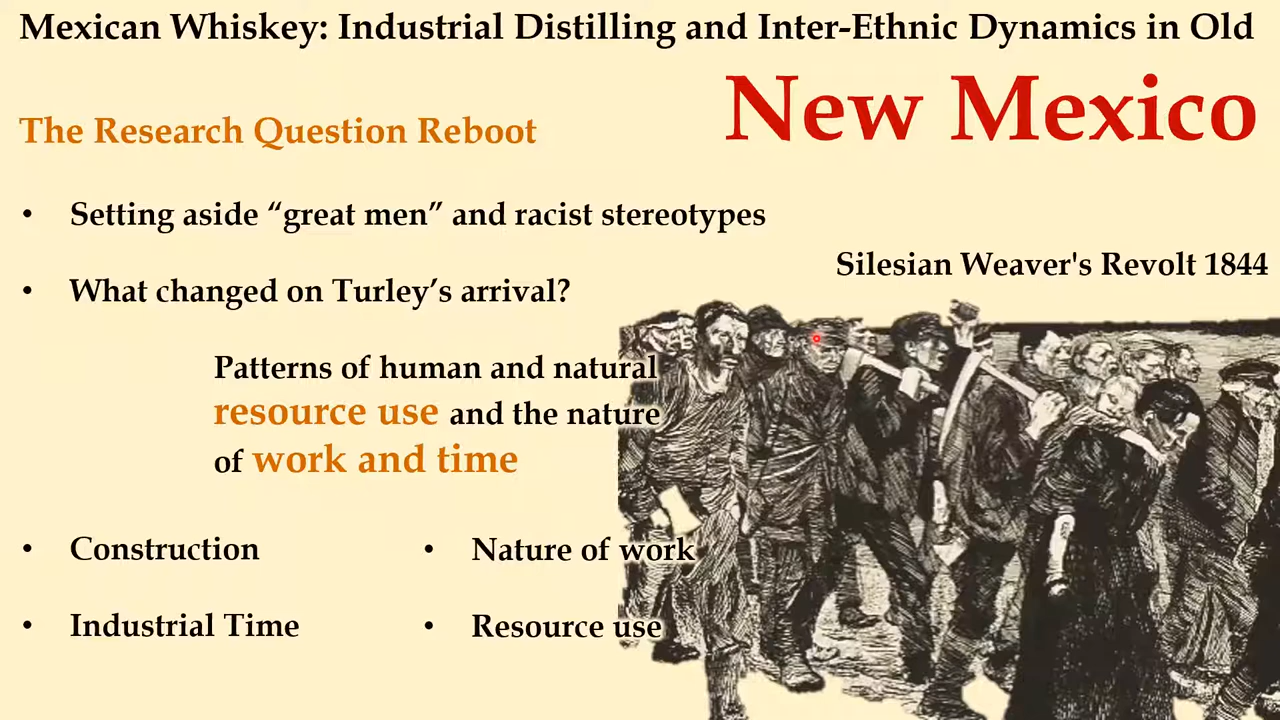 Mexican Whiskey: Industrial Distilling and Inter-Ethnic Dynamics in Old
New Mexico
The Research Question Reboot
• Setting aside “great men” and racist stereotypes
Silesian Weaver's Revolt 1844
• What changed on Turley’s arrival?
Patterns of human and natural
resource use and the nature
of work and time
• Construction
• Nature of work
• Industrial Time
• Resource use